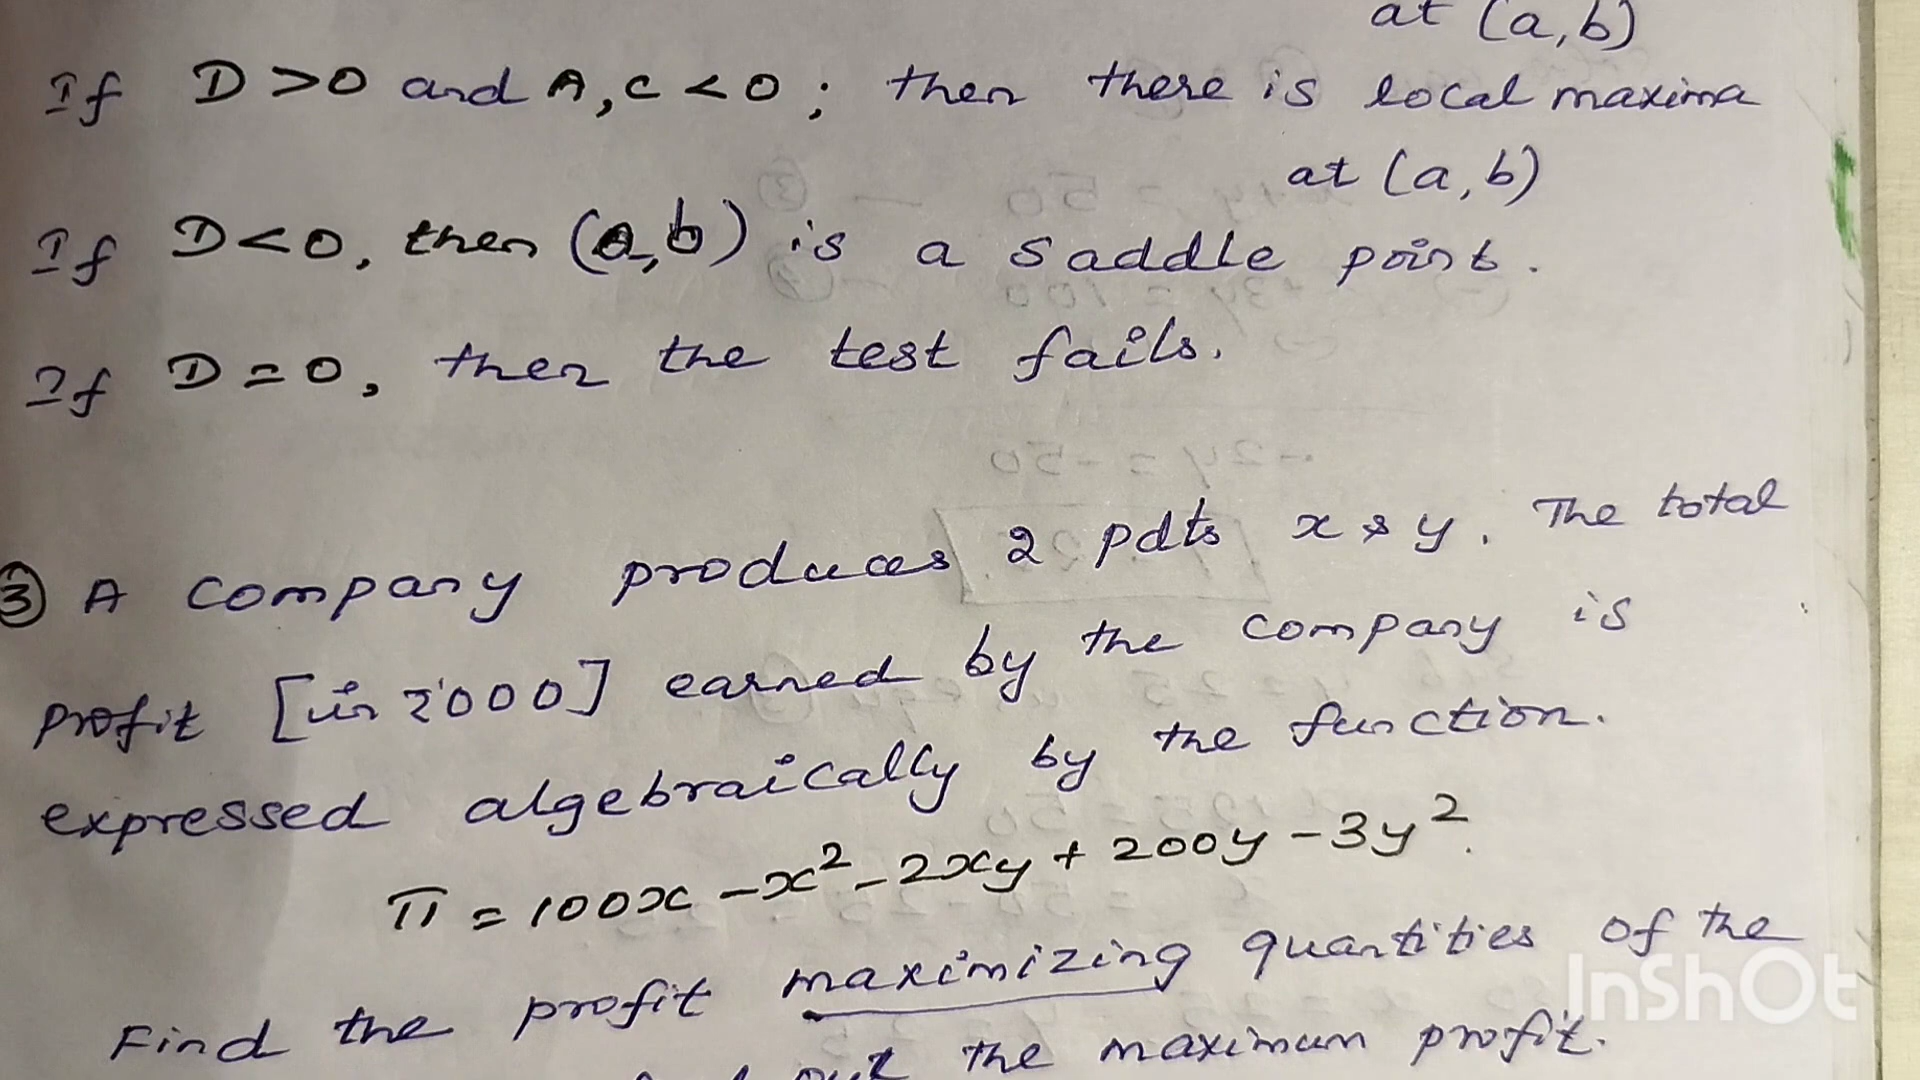 at (a,b)
If D>0 and A,C<0; then there is local maxima
at (a,b)
If D<0, then (a,b) is a saddle point.
If D=0, then the test fails.
③ A company produces 2 pdts x & y. The total
profit [in ₹'000] earned by the company is
expressed algebraically by the function.
π = 100x - x² - 2xy + 200y - 3y².
Find the profit maximizing quantities of the
out the maximum profit.
InShOt